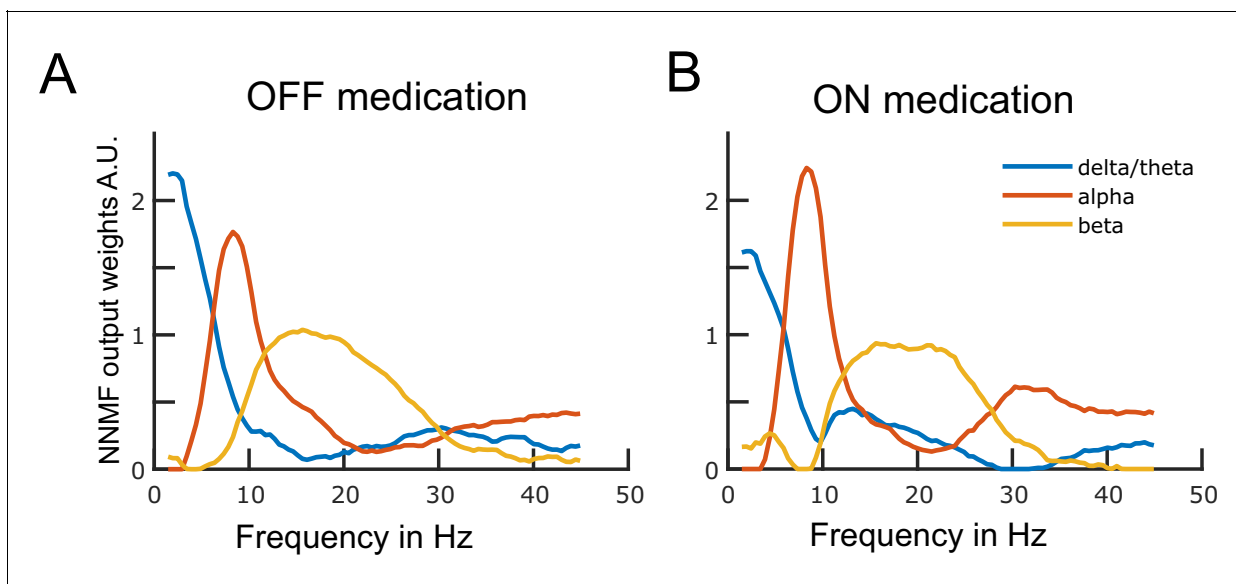 A
OFF medication
NNMF output weights A.U.
2
1
0
0
10
20
30
40
50
Frequency in Hz
B
ON medication
delta/theta
alpha
beta
2
1
0
0
10
20
30
40
50
Frequency in Hz